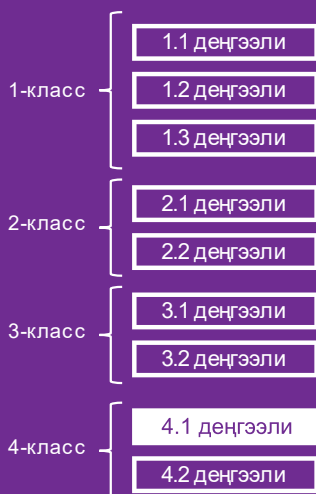 1-класс
1.1 деңгээли
1.2 деңгээли
1.3 деңгээли
2-класс
2.1 деңгээли
2.2 деңгээли
3-класс
3.1 деңгээли
3.2 деңгээли
4-класс
4.1 деңгээли
4.2 деңгээли